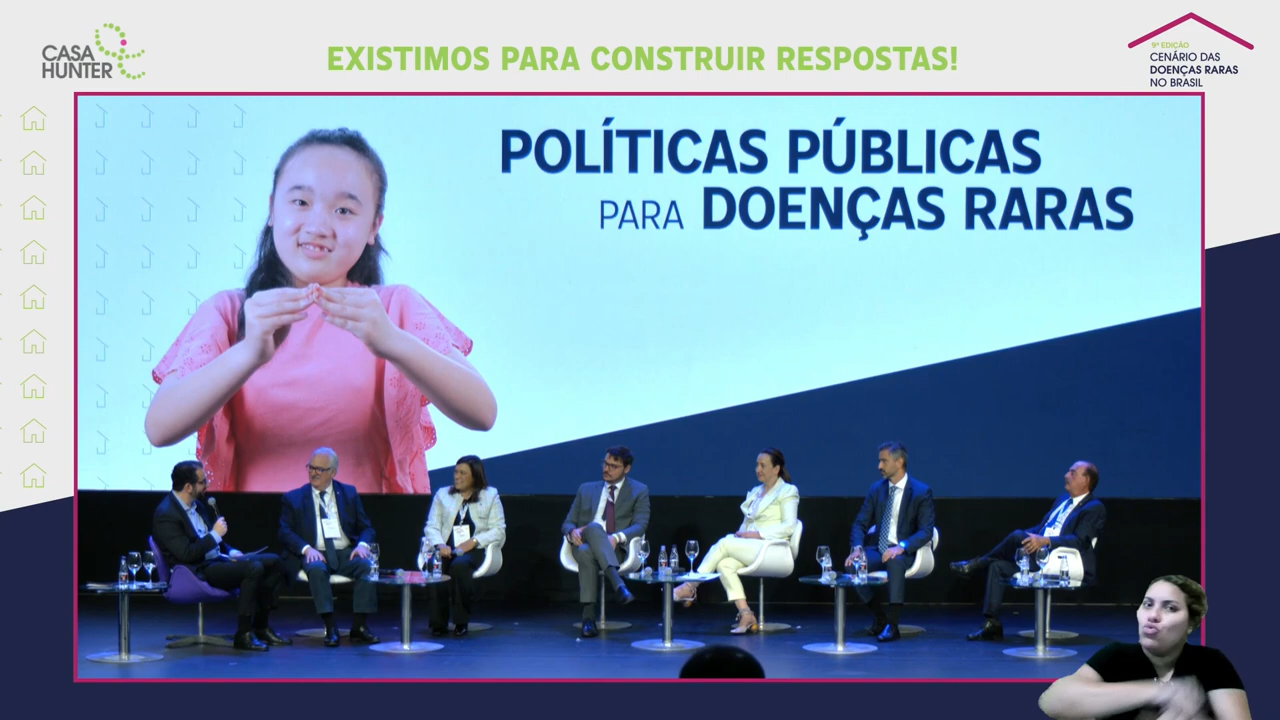 CASA
HUNTER
EXISTIMOS PARA CONSTRUIR RESPOSTAS!
9ª EDIÇÃO
CENÁRIO DAS
DOENÇAS RARAS
NO BRASIL
POLÍTICAS PÚBLICAS
PARA DOENÇAS RARAS